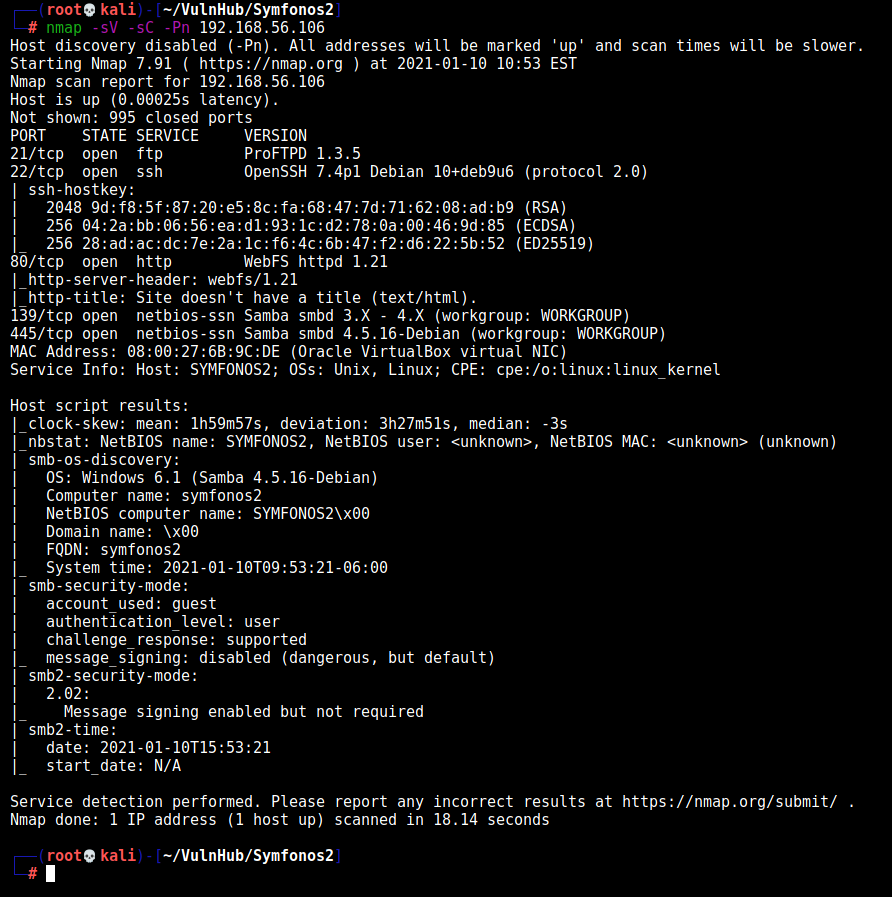 ┌──(root💀kali)-[~/VulnHub/Symfonos2]
└─# nmap -sV -sC -Pn 192.168.56.106
Host discovery disabled (-Pn). All addresses will be marked 'up' and scan times will be slower.
Starting Nmap 7.91 ( https://nmap.org ) at 2021-01-10 10:53 EST
Nmap scan report for 192.168.56.106
Host is up (0.00025s latency).
Not shown: 995 closed ports
PORT    STATE SERVICE     VERSION
21/tcp  open  ftp         ProFTPD 1.3.5
22/tcp  open  ssh         OpenSSH 7.4p1 Debian 10+deb9u6 (protocol 2.0)
| ssh-hostkey:
|   2048 9d:f8:5f:87:20:e5:8c:fa:68:47:7d:71:62:08:ad:b9 (RSA)
|   256 04:2a:bb:06:56:ea:d1:93:1c:d2:78:0a:00:46:9d:85 (ECDSA)
|_  256 28:ad:ac:dc:7e:2a:1c:f6:4c:6b:47:f2:d6:22:5b:52 (ED25519)
80/tcp  open  http        WebFS httpd 1.21
|_http-server-header: webfs/1.21
|_http-title: Site doesn't have a title (text/html).
139/tcp open  netbios-ssn Samba smbd 3.X - 4.X (workgroup: WORKGROUP)
445/tcp open  netbios-ssn Samba smbd 4.5.16-Debian (workgroup: WORKGROUP)
MAC Address: 08:00:27:6B:9C:DE (Oracle VirtualBox virtual NIC)
Service Info: Host: SYMFONOS2; OSs: Unix, Linux; CPE: cpe:/o:linux:linux_kernel

Host script results:
|_clock-skew: mean: 1h59m57s, deviation: 3h27m51s, median: -3s
|_nbstat: NetBIOS name: SYMFONOS2, NetBIOS user: <unknown>, NetBIOS MAC: <unknown> (unknown)
| smb-os-discovery:
|   OS: Windows 6.1 (Samba 4.5.16-Debian)
|   Computer name: symfonos2
|   NetBIOS computer name: SYMFONOS2\x00
|   Domain name: \x00
|   FQDN: symfonos2
|_  System time: 2021-01-10T09:53:21-06:00
| smb-security-mode:
|   account_used: guest
|   authentication_level: user
|   challenge_response: supported
|_  message_signing: disabled (dangerous, but default)
| smb2-security-mode:
|   2.02:
|_    Message signing enabled but not required
| smb2-time:
|   date: 2021-01-10T15:53:21
|_  start_date: N/A

Service detection performed. Please report any incorrect results at https://nmap.org/submit/ .
Nmap done: 1 IP address (1 host up) scanned in 18.14 seconds

┌──(root💀kali)-[~/VulnHub/Symfonos2]
└─#